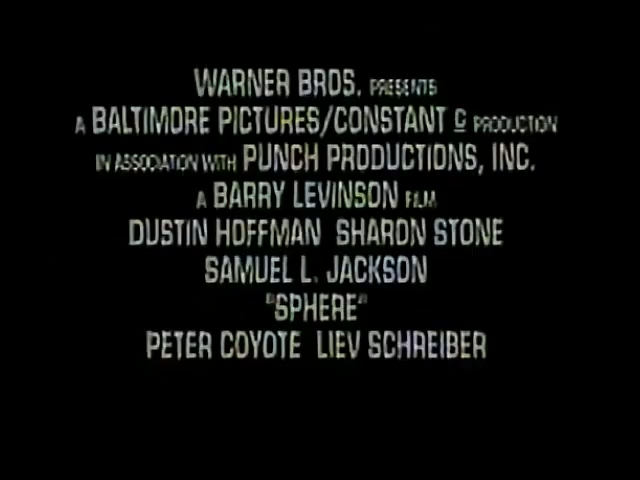 WARNER BROS. PRESENTS
A BALTIMORE PICTURES/CONSTANT C PRODUCTION
IN ASSOCIATION WITH PUNCH PRODUCTIONS, INC.
A BARRY LEVINSON FILM
DUSTIN HOFFMAN SHARON STONE
SAMUEL L. JACKSON
"SPHERE"
PETER COYOTE LIEV SCHREIBER